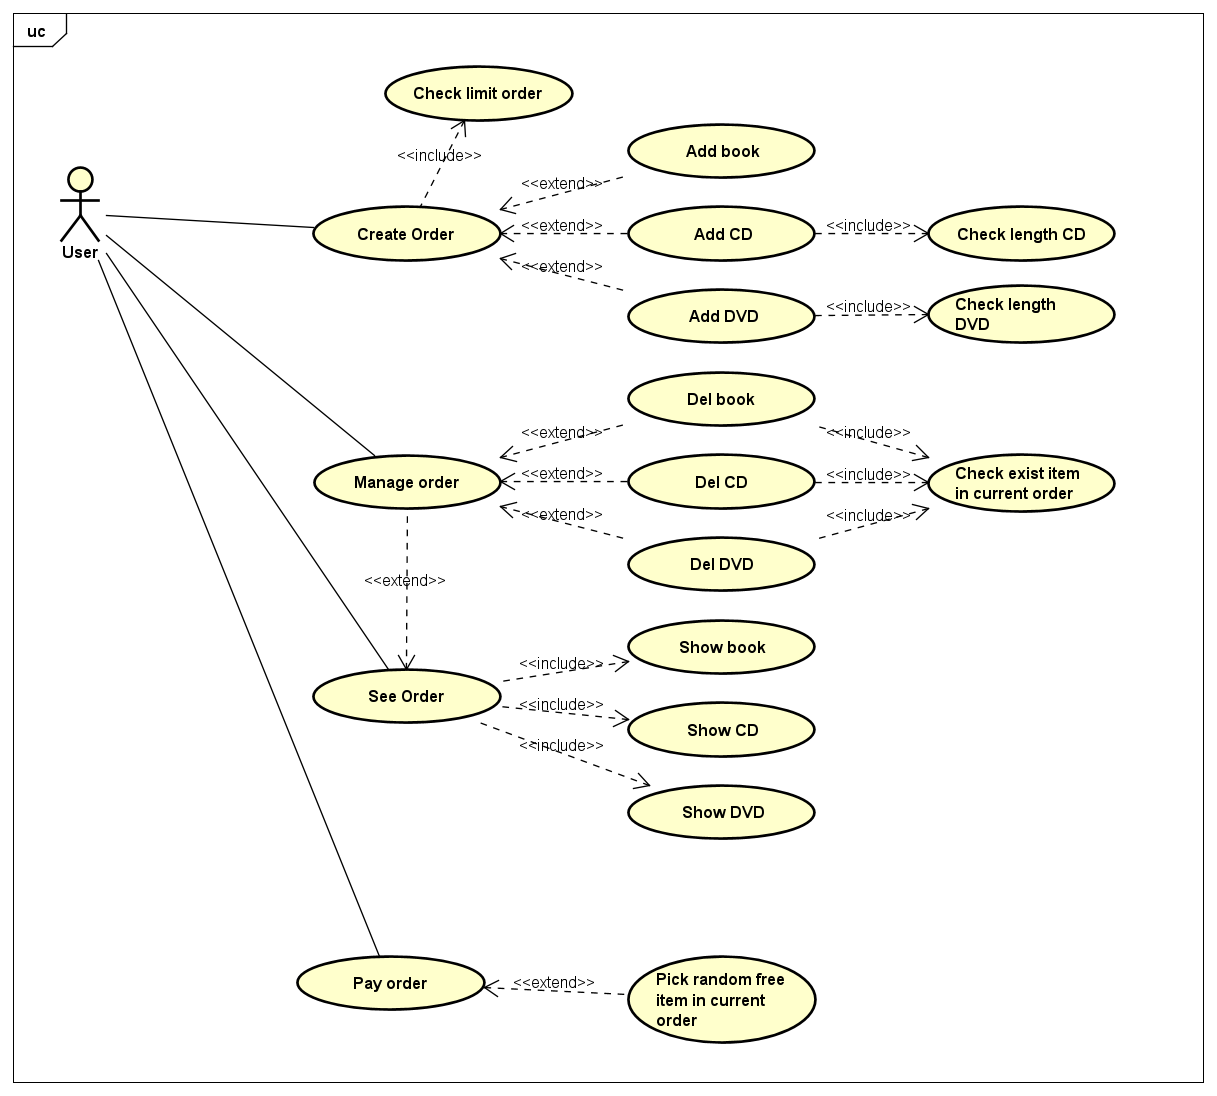 uc
Check limit order
<<include>>
Add book
<<extend>>
User
Create Order
<<extend>>
Add CD
<<include>>
Check length CD
<<extend>>
Add DVD
<<include>>
Check length
DVD
Del book
<<extend>>
<<include>>
Manage order
<<extend>>
Del CD
<<include>>
Check exist item
in current order
<<extend>>
<<include>>
Del DVD
<<extend>>
Show book
<<include>>
See Order
<<include>>
Show CD
<<include>>
Show DVD
Pay order
<<extend>>
Pick random free
item in current
order